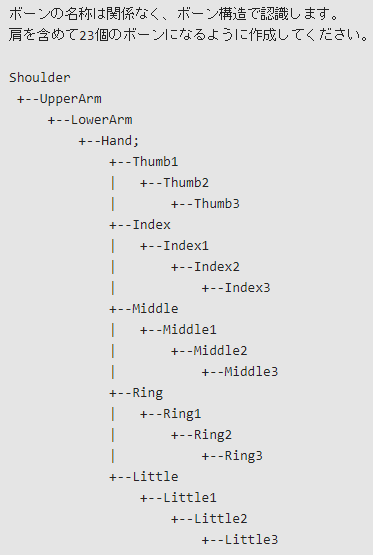 ボーンの名称は関係なく、ボーン構造で認識します。
肩を含めて23個のボーンになるように作成してください。
Shoulder
+--UpperArm
+--LowerArm
+--Hand;
+--Thumb1
|   +--Thumb2
|       +--Thumb3
+--Index
|   +--Index1
|       +--Index2
|           +--Index3
+--Middle
|   +--Middle1
|       +--Middle2
|           +--Middle3
+--Ring
|   +--Ring1
|       +--Ring2
|           +--Ring3
+--Little
+--Little1
+--Little2
+--Little3